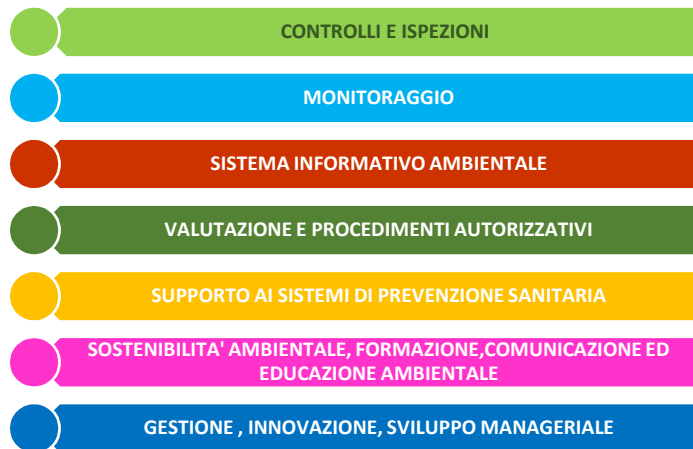 CONTROLLI E ISPEZIONI
MONITORAGGIO
SISTEMA INFORMATIVO AMBIENTALE
VALUTAZIONE E PROCEDIMENTI AUTORIZZATIVI
SUPPORTO AI SISTEMI DI PREVENZIONE SANITARIA
SOSTENIBILITA' AMBIENTALE, FORMAZIONE,COMUNICAZIONE ED
EDUCAZIONE AMBIENTALE
GESTIONE , INNOVAZIONE, SVILUPPO MANAGERIALE